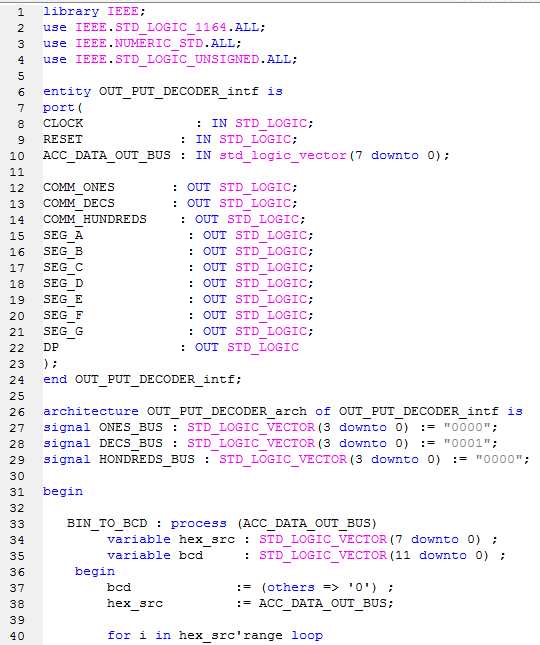 1 library IEEE;
2 use IEEE.STD_LOGIC_1164.ALL;
3 use IEEE.NUMERIC_STD.ALL;
4 use IEEE.STD_LOGIC_UNSIGNED.ALL;
5
6 entity OUT_PUT_DECODER_intf is
7 port(
8 CLOCK : IN STD_LOGIC;
9 RESET : IN STD_LOGIC;
10 ACC_DATA_OUT_BUS : IN std_logic_vector(7 downto 0);
11
12 COMM_ONES : OUT STD_LOGIC;
13 COMM_DECS : OUT STD_LOGIC;
14 COMM_HUNDREDS : OUT STD_LOGIC;
15 SEG_A : OUT STD_LOGIC;
16 SEG_B : OUT STD_LOGIC;
17 SEG_C : OUT STD_LOGIC;
18 SEG_D : OUT STD_LOGIC;
19 SEG_E : OUT STD_LOGIC;
20 SEG_F : OUT STD_LOGIC;
21 SEG_G : OUT STD_LOGIC;
22 DP : OUT STD_LOGIC
23 );
24 end OUT_PUT_DECODER_intf;
25
26 architecture OUT_PUT_DECODER_arch of OUT_PUT_DECODER_intf is
27 signal ONES_BUS : STD_LOGIC_VECTOR(3 downto 0) := "0000";
28 signal DECS_BUS : STD_LOGIC_VECTOR(3 downto 0) := "0001";
29 signal HONDREDS_BUS : STD_LOGIC_VECTOR(3 downto 0) := "0000";
30
31 begin
32
33 BIN_TO_BCD : process (ACC_DATA_OUT_BUS)
34 variable hex_src : STD_LOGIC_VECTOR(7 downto 0) ;
35 variable bcd : STD_LOGIC_VECTOR(11 downto 0) ;
36 begin
37 bcd := (others => '0') ;
38 hex_src := ACC_DATA_OUT_BUS;
39
40 for i in hex_src'range loop